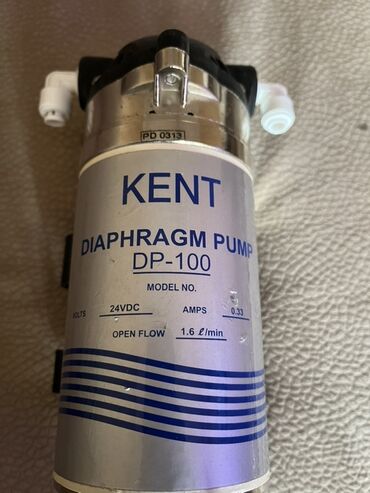 PD 0313
KENT
DIAPHRAGM PUMP
DP-100
MODEL NO.
VOLTS 24VDC AMPS 0.33
OPEN FLOW 1.6 ℓ/min